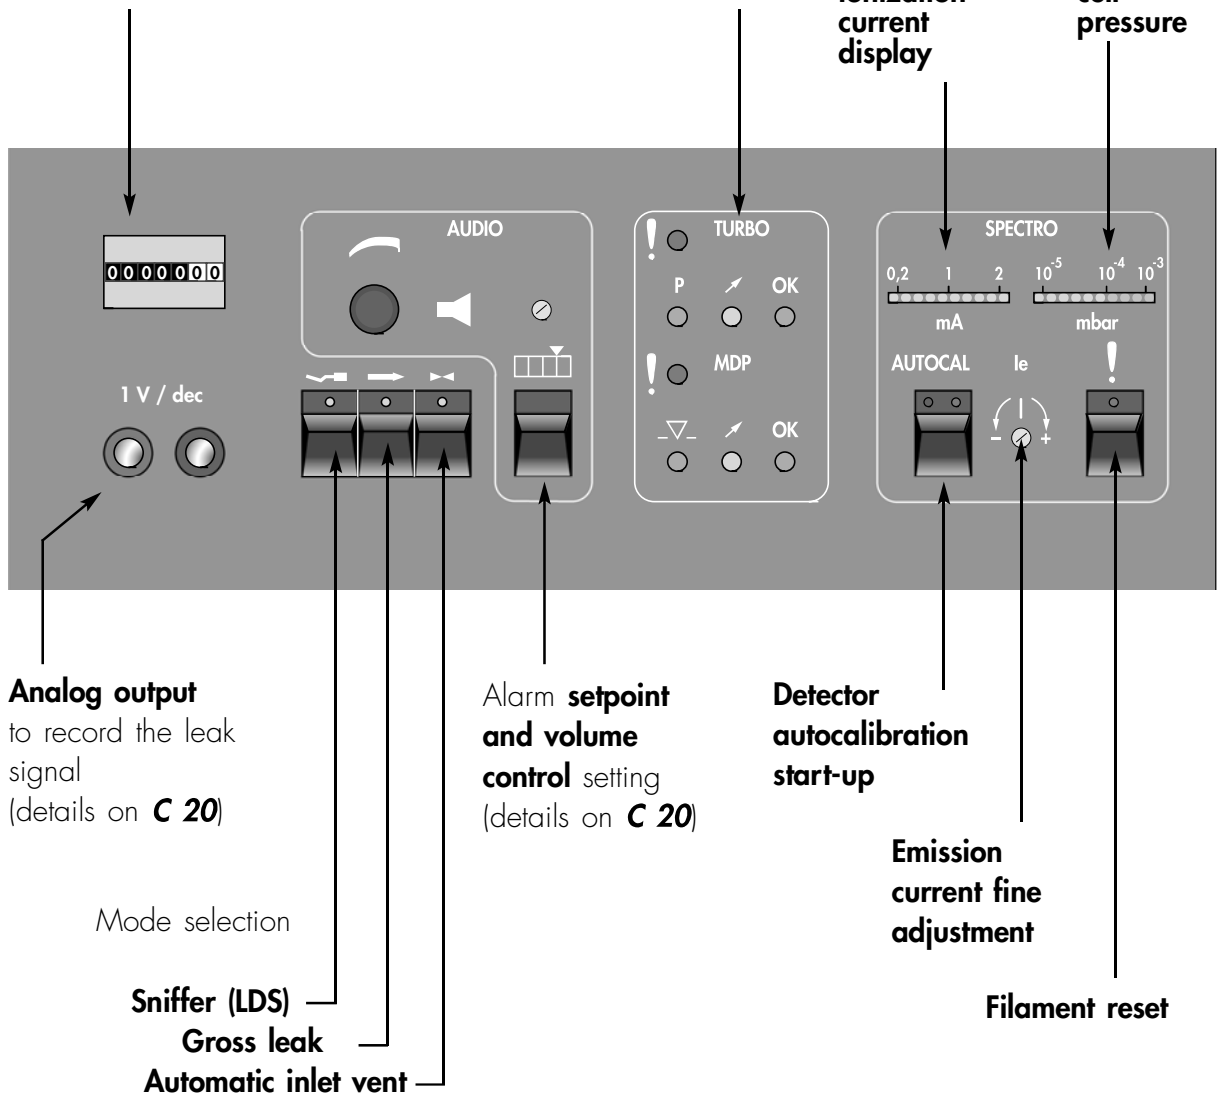 current
display
pressure
AUDIO
TURBO
SPECTRO
0000000
P OK
0,2 1 2
10-5 10-4 10-3
mA
mbar
1 V / dec
MDP
AUTOCAL
Ie
OK
- +
Analog output
to record the leak
signal
(details on C 20)
Alarm setpoint
and volume
control setting
(details on C 20)
Detector
autocalibration
start-up
Emission
current fine
adjustment
Mode selection
Sniffer (LDS)
Gross leak
Automatic inlet vent
Filament reset